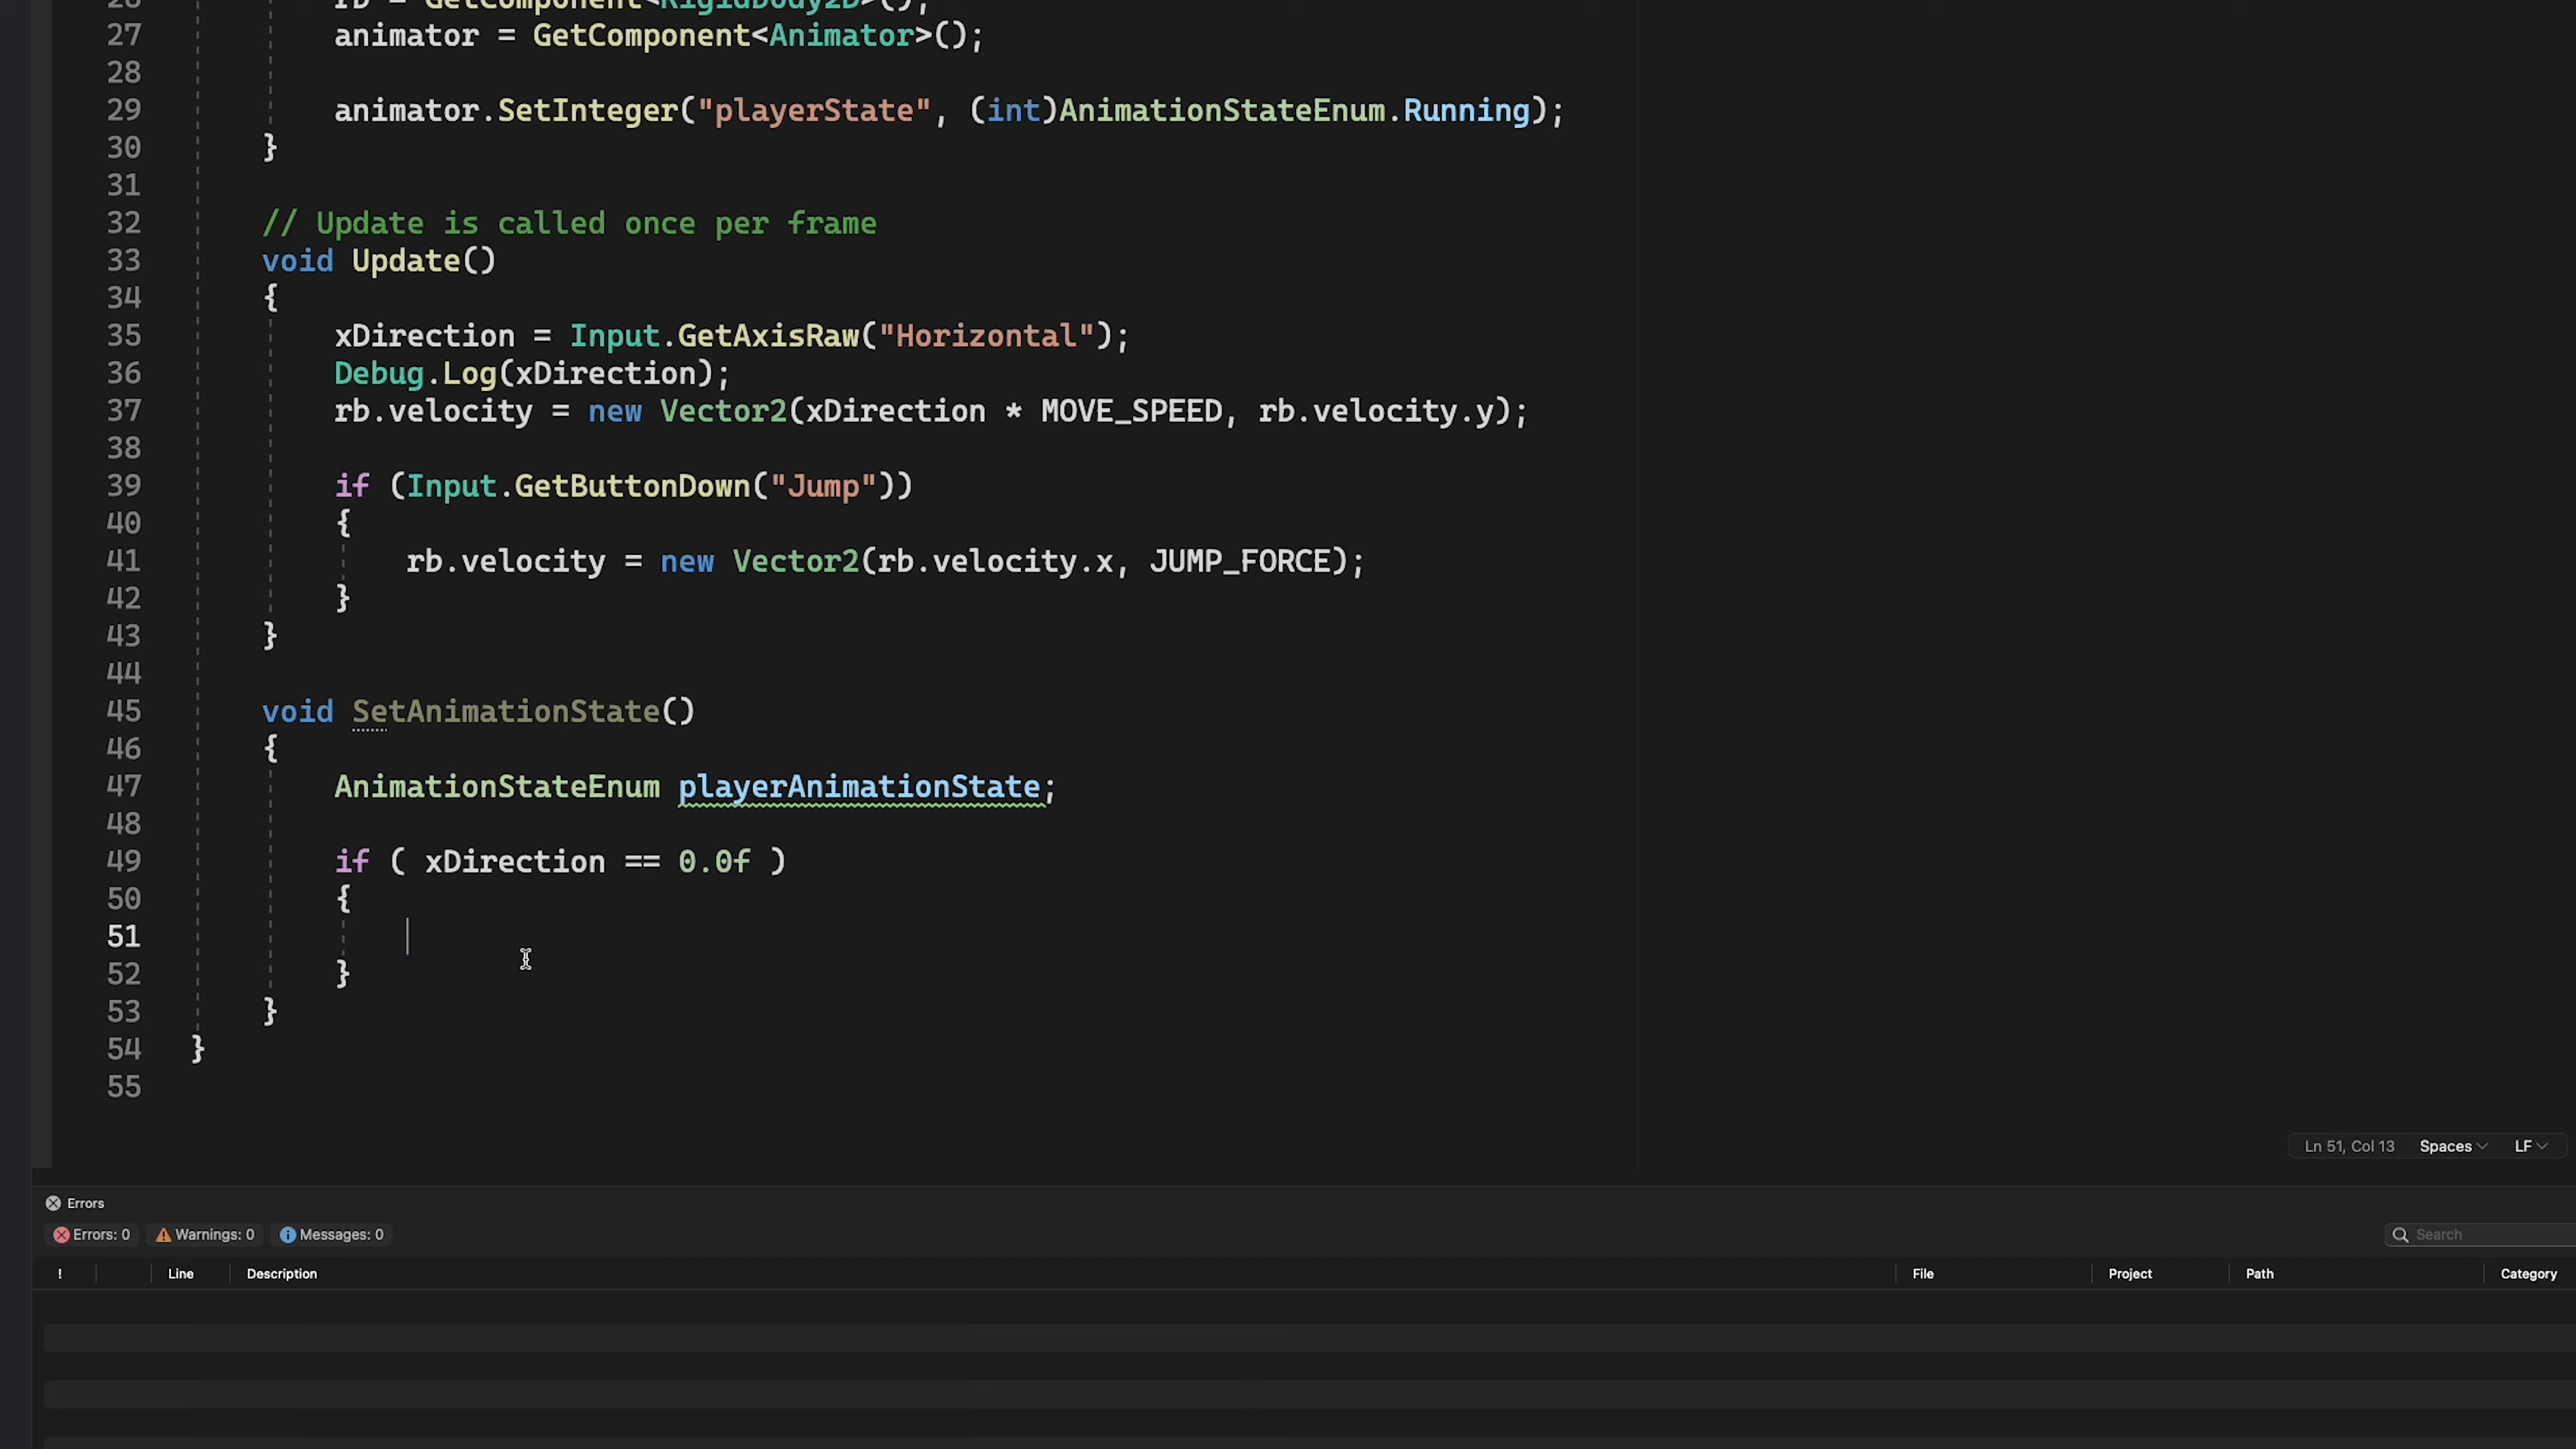 26 rb = GetComponent<Rigidbody2D>();
27 animator = GetComponent<Animator>();
28
29 animator.SetInteger("playerState", (int)AnimationStateEnum.Running);
30 }
31
32 // Update is called once per frame
33 void Update()
34 {
35 xDirection = Input.GetAxisRaw("Horizontal");
36 Debug.Log(xDirection);
37 rb.velocity = new Vector2(xDirection * MOVE_SPEED, rb.velocity.y);
38
39 if (Input.GetButtonDown("Jump"))
40 {
41 rb.velocity = new Vector2(rb.velocity.x, JUMP_FORCE);
42 }
43 }
44
45 void SetAnimationState()
46 {
47 AnimationStateEnum playerAnimationState;
48
49 if ( xDirection == 0.0f )
50 {
51
52 }
53 }
54 }
55
Ln 51, Col 13 Spaces LF
Errors
Errors: 0 Warnings: 0 Messages: 0 Search
! Line Description File Project Path Category